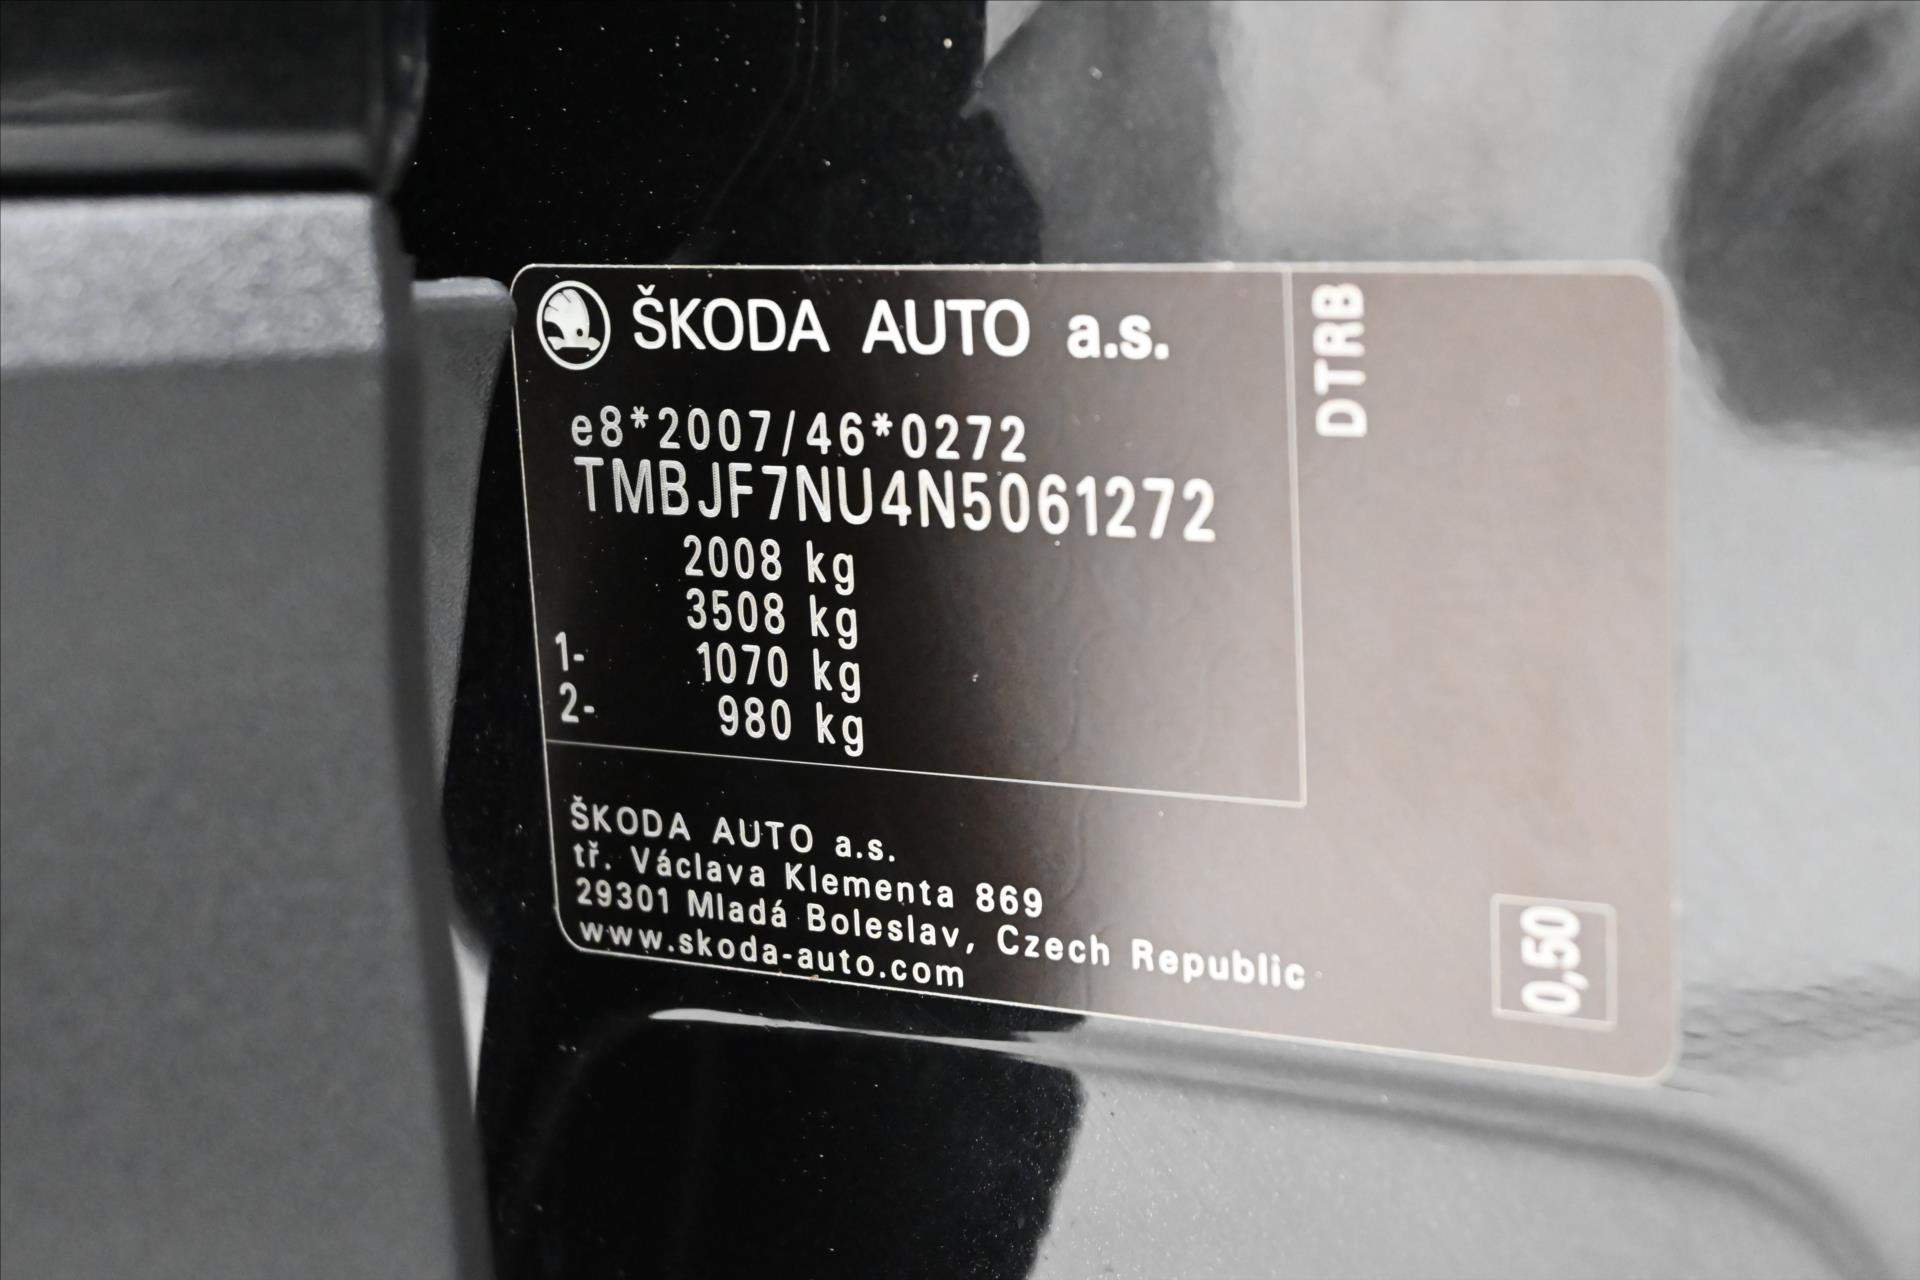 ŠKODA AUTO a.s.
DTRB
e8*2007/46*0272
TMBJF7NU4N5061272
2008 kg
3508 kg
1- 1070 kg
2- 980 kg
ŠKODA AUTO a.s.
tř. Václava Klementa 869
29301 Mladá Boleslav, Czech Republic
www.skoda-auto.com
0,50